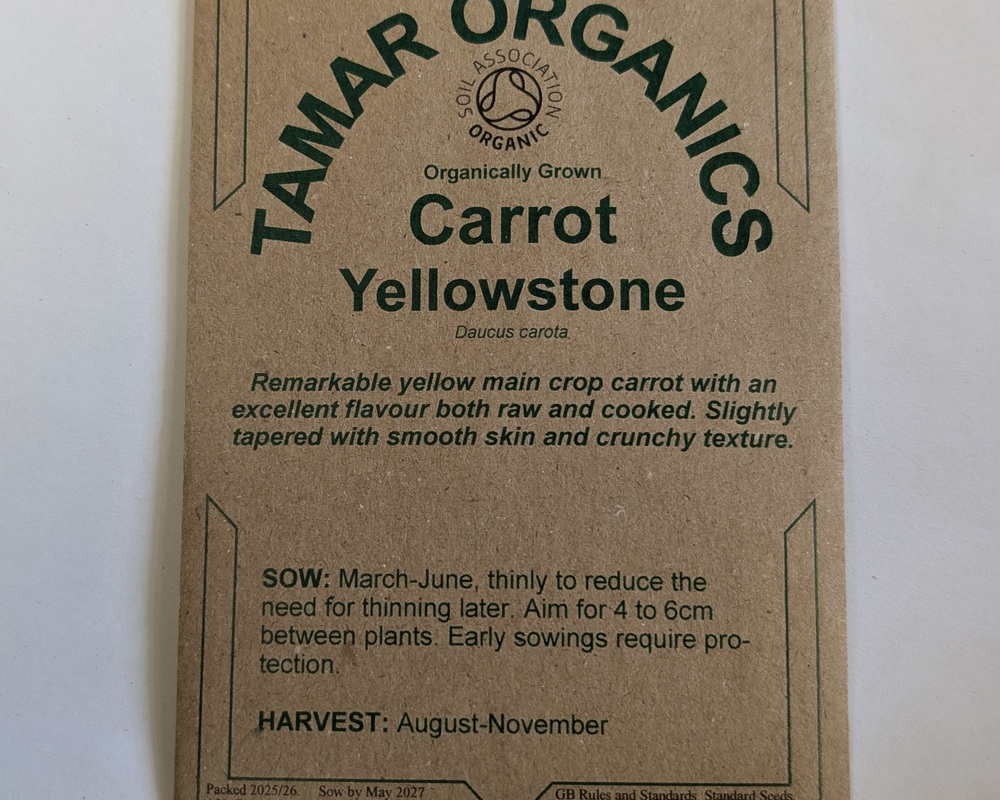 TAMAR ORGANICS
SOIL ASSOCIATION
ORGANIC
Organically Grown
Carrot
Yellowstone
Daucus carota
Remarkable yellow main crop carrot with an
excellent flavour both raw and cooked. Slightly
tapered with smooth skin and crunchy texture.
SOW: March-June, thinly to reduce the
need for thinning later. Aim for 4 to 6cm
between plants. Early sowings require pro-
tection.
HARVEST: August-November
Packed 2025/26. Sow by May 2027
GB Rules and Standards Standard Seeds